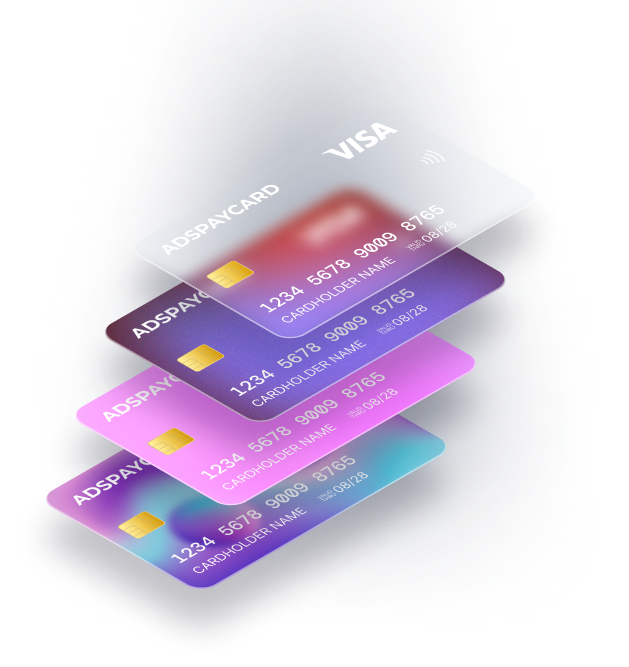 VISA
ADSPAYCARD
1234 5678 9009 8765
CARDHOLDER NAME
08/28
ADSPAYC
1234 5678 9009 8765
CARDHOLDER NAME
08/28
ADSPAYC
1234 5678 9009 8765
CARDHOLDER NAME
08/28
ADSPAYC
1234 5678 9009 8765
CARDHOLDER NAME
08/28